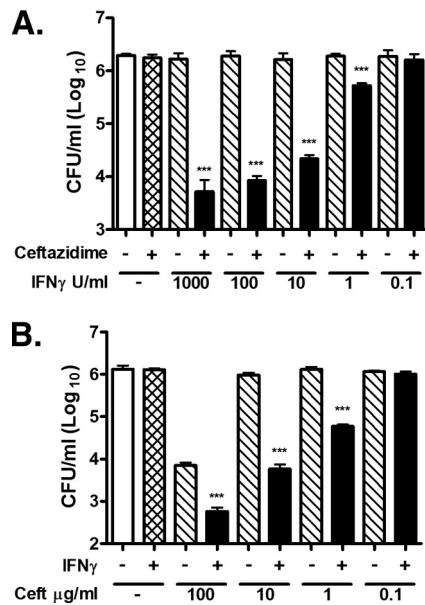 A.
CFU/ml (Log10)
7
6
5
4
3
*** *** *** ***
Ceftazidime - + - + - + - + - + - +
IFNγ U/ml - 1000 100 10 1 0.1
B.
CFU/ml (Log10)
7
6
5
4
3
2
*** *** ***
IFNγ - + - + - + - + - +
Ceft μg/ml - 100 10 1 0.1